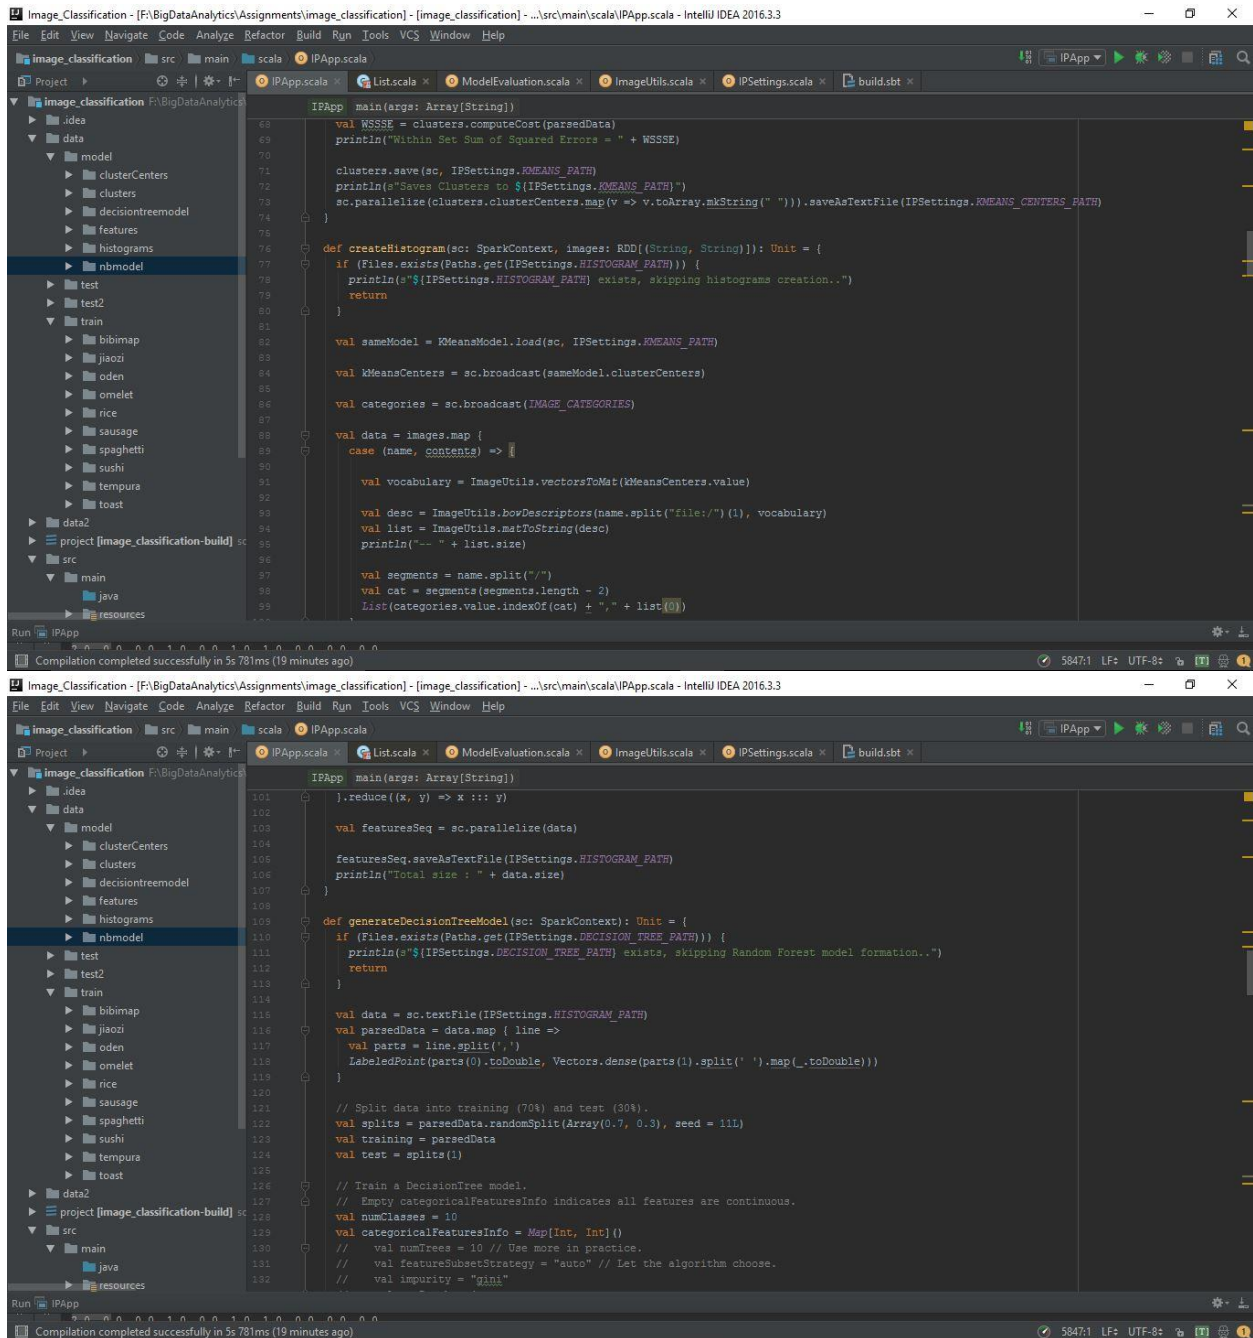 Image_Classification - [F:\BigDataAnalytics\Assignments\image_classification] - [image_classification] - ...\src\main\scala\IPApp.scala - IntelliJ IDEA 2016.3.3
File Edit View Navigate Code Analyze Refactor Build Run Tools VCS Window Help
image_classification src main scala IPApp.scala IPApp
Project IPApp.scala List.scala ModelEvaluation.scala ImageUtils.scala IPSettings.scala build.sbt
image_classification F:\BigDataAnalytics
.idea
data
model
clusterCenters
clusters
decisiontreemodel
features
histograms
nbmodel
test
test2
train
bibimap
jiaozi
oden
omelet
rice
sausage
spaghetti
sushi
tempura
toast
data2
project [image_classification-build] sc
src
main
java
resources
IPApp main(args: Array[String])
68 val WSSSE = clusters.computeCost(parsedData)
69 println("Within Set Sum of Squared Errors = " + WSSSE)
70
71 clusters.save(sc, IPSettings.KMEANS_PATH)
72 println(s"Saves Clusters to ${IPSettings.KMEANS_PATH}")
73 sc.parallelize(clusters.clusterCenters.map(v => v.toArray.mkString(" "))).saveAsTextFile(IPSettings.KMEANS_CENTERS_PATH)
74 }
75
76 def createHistogram(sc: SparkContext, images: RDD[(String, String)]): Unit = {
77 if (Files.exists(Paths.get(IPSettings.HISTOGRAM_PATH))) {
78 println(s"${IPSettings.HISTOGRAM_PATH} exists, skipping histograms creation..")
79 return
80 }
81
82 val sameModel = KMeansModel.load(sc, IPSettings.KMEANS_PATH)
83
84 val kMeansCenters = sc.broadcast(sameModel.clusterCenters)
85
86 val categories = sc.broadcast(IMAGE_CATEGORIES)
87
88 val data = images.map {
89 case (name, contents) => {
90
91 val vocabulary = ImageUtils.vectorsToMat(kMeansCenters.value)
92
93 val desc = ImageUtils.bowDescriptors(name.split("file:/")(1), vocabulary)
94 val list = ImageUtils.matToString(desc)
95 println("-- " + list.size)
96
97 val segments = name.split("/")
98 val cat = segments(segments.length - 2)
99 List(categories.value.indexOf(cat) + "," + list(0))
Run IPApp
Compilation completed successfully in 5s 781ms (19 minutes ago) 5847:1 LF÷ UTF-8÷ [T] 1
Image_Classification - [F:\BigDataAnalytics\Assignments\image_classification] - [image_classification] - ...\src\main\scala\IPApp.scala - IntelliJ IDEA 2016.3.3
File Edit View Navigate Code Analyze Refactor Build Run Tools VCS Window Help
image_classification src main scala IPApp.scala IPApp
Project IPApp.scala List.scala ModelEvaluation.scala ImageUtils.scala IPSettings.scala build.sbt
image_classification F:\BigDataAnalytics
.idea
data
model
clusterCenters
clusters
decisiontreemodel
features
histograms
nbmodel
test
test2
train
bibimap
jiaozi
oden
omelet
rice
sausage
spaghetti
sushi
tempura
toast
data2
project [image_classification-build] sc
src
main
java
resources
IPApp main(args: Array[String])
101 }.reduce((x, y) => x ::: y)
102
103 val featuresSeq = sc.parallelize(data)
104
105 featuresSeq.saveAsTextFile(IPSettings.HISTOGRAM_PATH)
106 println("Total size : " + data.size)
107 }
108
109 def generateDecisionTreeModel(sc: SparkContext): Unit = {
110 if (Files.exists(Paths.get(IPSettings.DECISION_TREE_PATH))) {
111 println(s"${IPSettings.DECISION_TREE_PATH} exists, skipping Random Forest model formation..")
112 return
113 }
114
115 val data = sc.textFile(IPSettings.HISTOGRAM_PATH)
116 val parsedData = data.map { line =>
117 val parts = line.split(',')
118 LabeledPoint(parts(0).toDouble, Vectors.dense(parts(1).split(' ').map(_.toDouble)))
119 }
120
121 // Split data into training (70%) and test (30%).
122 val splits = parsedData.randomSplit(Array(0.7, 0.3), seed = 11L)
123 val training = parsedData
124 val test = splits(1)
125
126 // Train a DecisionTree model.
127 // Empty categoricalFeaturesInfo indicates all features are continuous.
128 val numClasses = 10
129 val categoricalFeaturesInfo = Map[Int, Int]()
130 // val numTrees = 10 // Use more in practice.
131 // val featureSubsetStrategy = "auto" // Let the algorithm choose.
132 // val impurity = "gini"
Run IPApp
Compilation completed successfully in 5s 781ms (19 minutes ago) 5847:1 LF÷ UTF-8÷ [T] 1